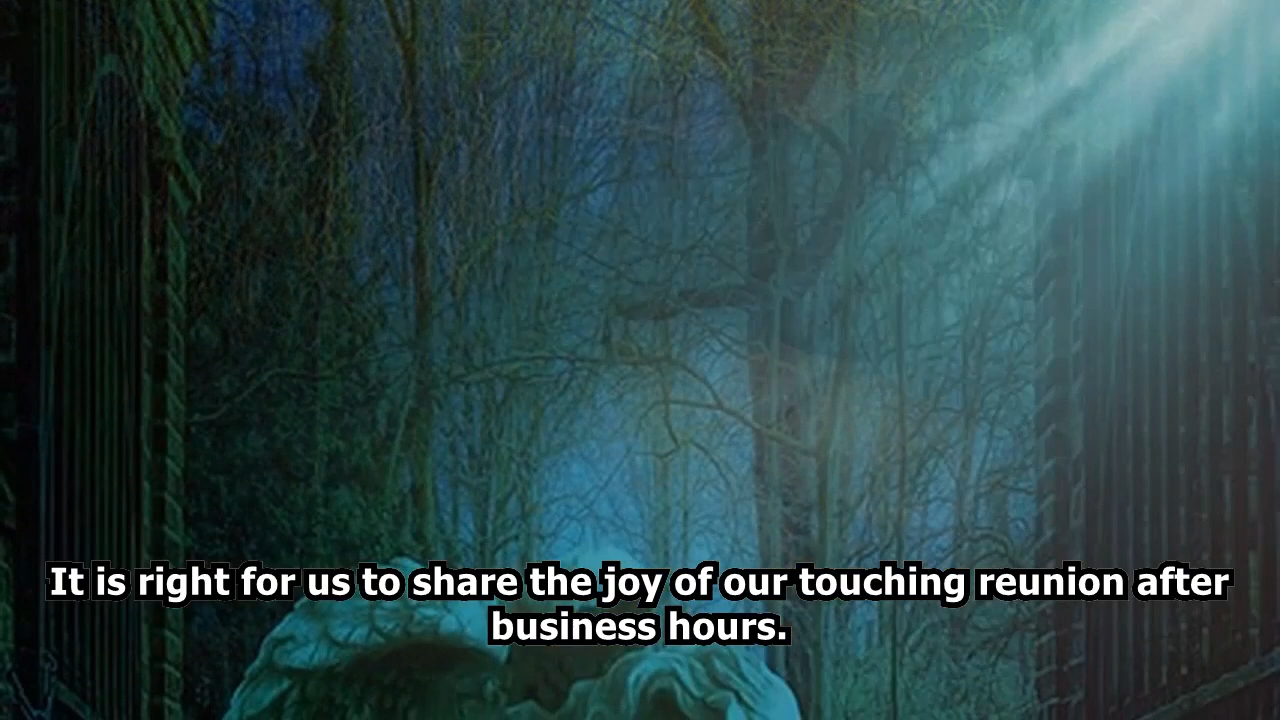 It is right for us to share the joy of our touching reunion after
business hours.